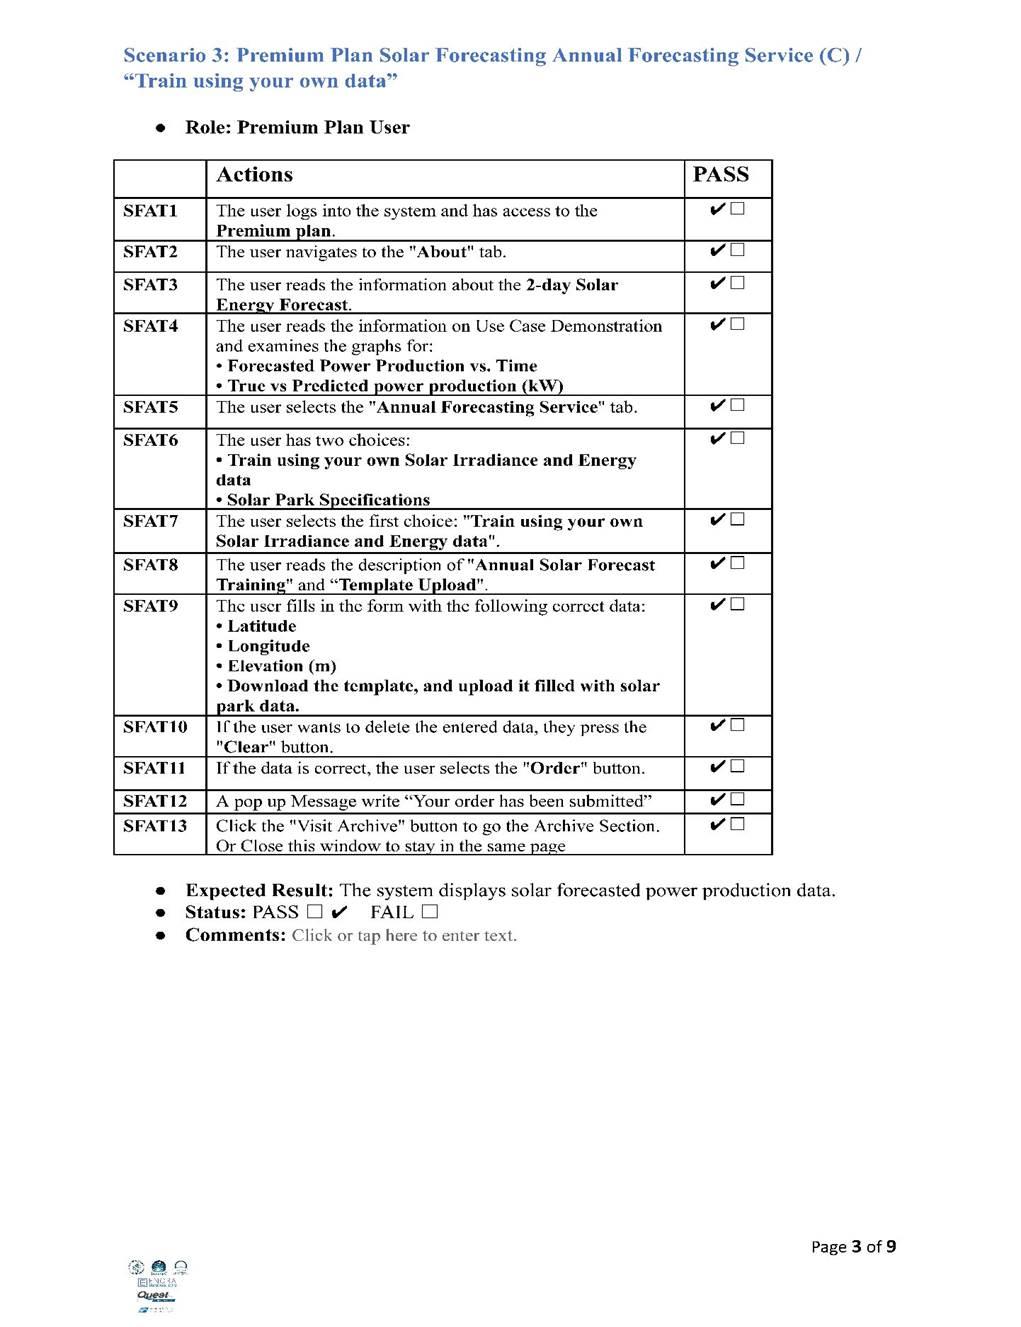 Scenario 3: Premium Plan Solar Forecasting Annual Forecasting Service (C) /
“Train using your own data”
● Role: Premium Plan User
Actions PASS
SFAT1 The user logs into the system and has access to the ✔☐
Premium plan.
SFAT2 The user navigates to the "About" tab. ✔☐
SFAT3 The user reads the information about the 2-day Solar ✔☐
Energy Forecast.
SFAT4 The user reads the information on Use Case Demonstration ✔☐
and examines the graphs for:
• Forecasted Power Production vs. Time
• True vs Predicted power production (kW)
SFAT5 The user selects the "Annual Forecasting Service" tab. ✔☐
SFAT6 The user has two choices: ✔☐
• Train using your own Solar Irradiance and Energy
data
• Solar Park Specifications
SFAT7 The user selects the first choice: "Train using your own ✔☐
Solar Irradiance and Energy data".
SFAT8 The user reads the description of "Annual Solar Forecast ✔☐
Training" and “Template Upload".
SFAT9 The user fills in the form with the following correct data: ✔☐
• Latitude
• Longitude
• Elevation (m)
• Download the template, and upload it filled with solar
park data.
SFAT10 If the user wants to delete the entered data, they press the ✔☐
"Clear" button.
SFAT11 If the data is correct, the user selects the "Order" button. ✔☐
SFAT12 A pop up Message write “Your order has been submitted” ✔☐
SFAT13 Click the "Visit Archive" button to go the Archive Section. ✔☐
Or Close this window to stay in the same page
● Expected Result: The system displays solar forecasted power production data.
● Status: PASS ☐ ✔ FAIL ☐
● Comments: Click or tap here to enter text.
Page 3 of 9
Quest